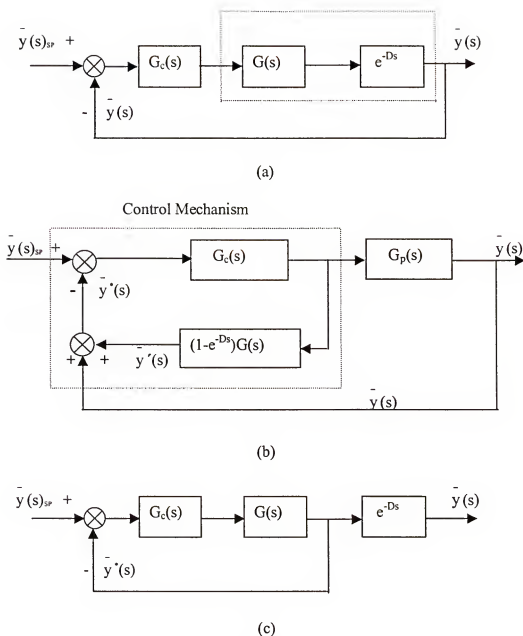 ȳ(s)SP + Gc(s) G(s) e-Ds ȳ(s)
- ȳ(s)
(a)
Control Mechanism
ȳ(s)SP + Gc(s) Gp(s) ȳ(s)
- ȳ*(s)
+ + ȳ'(s) (1-e-Ds)G(s)
ȳ(s)
(b)
ȳ(s)SP + Gc(s) G(s) e-Ds ȳ(s)
- ȳ*(s)
(c)